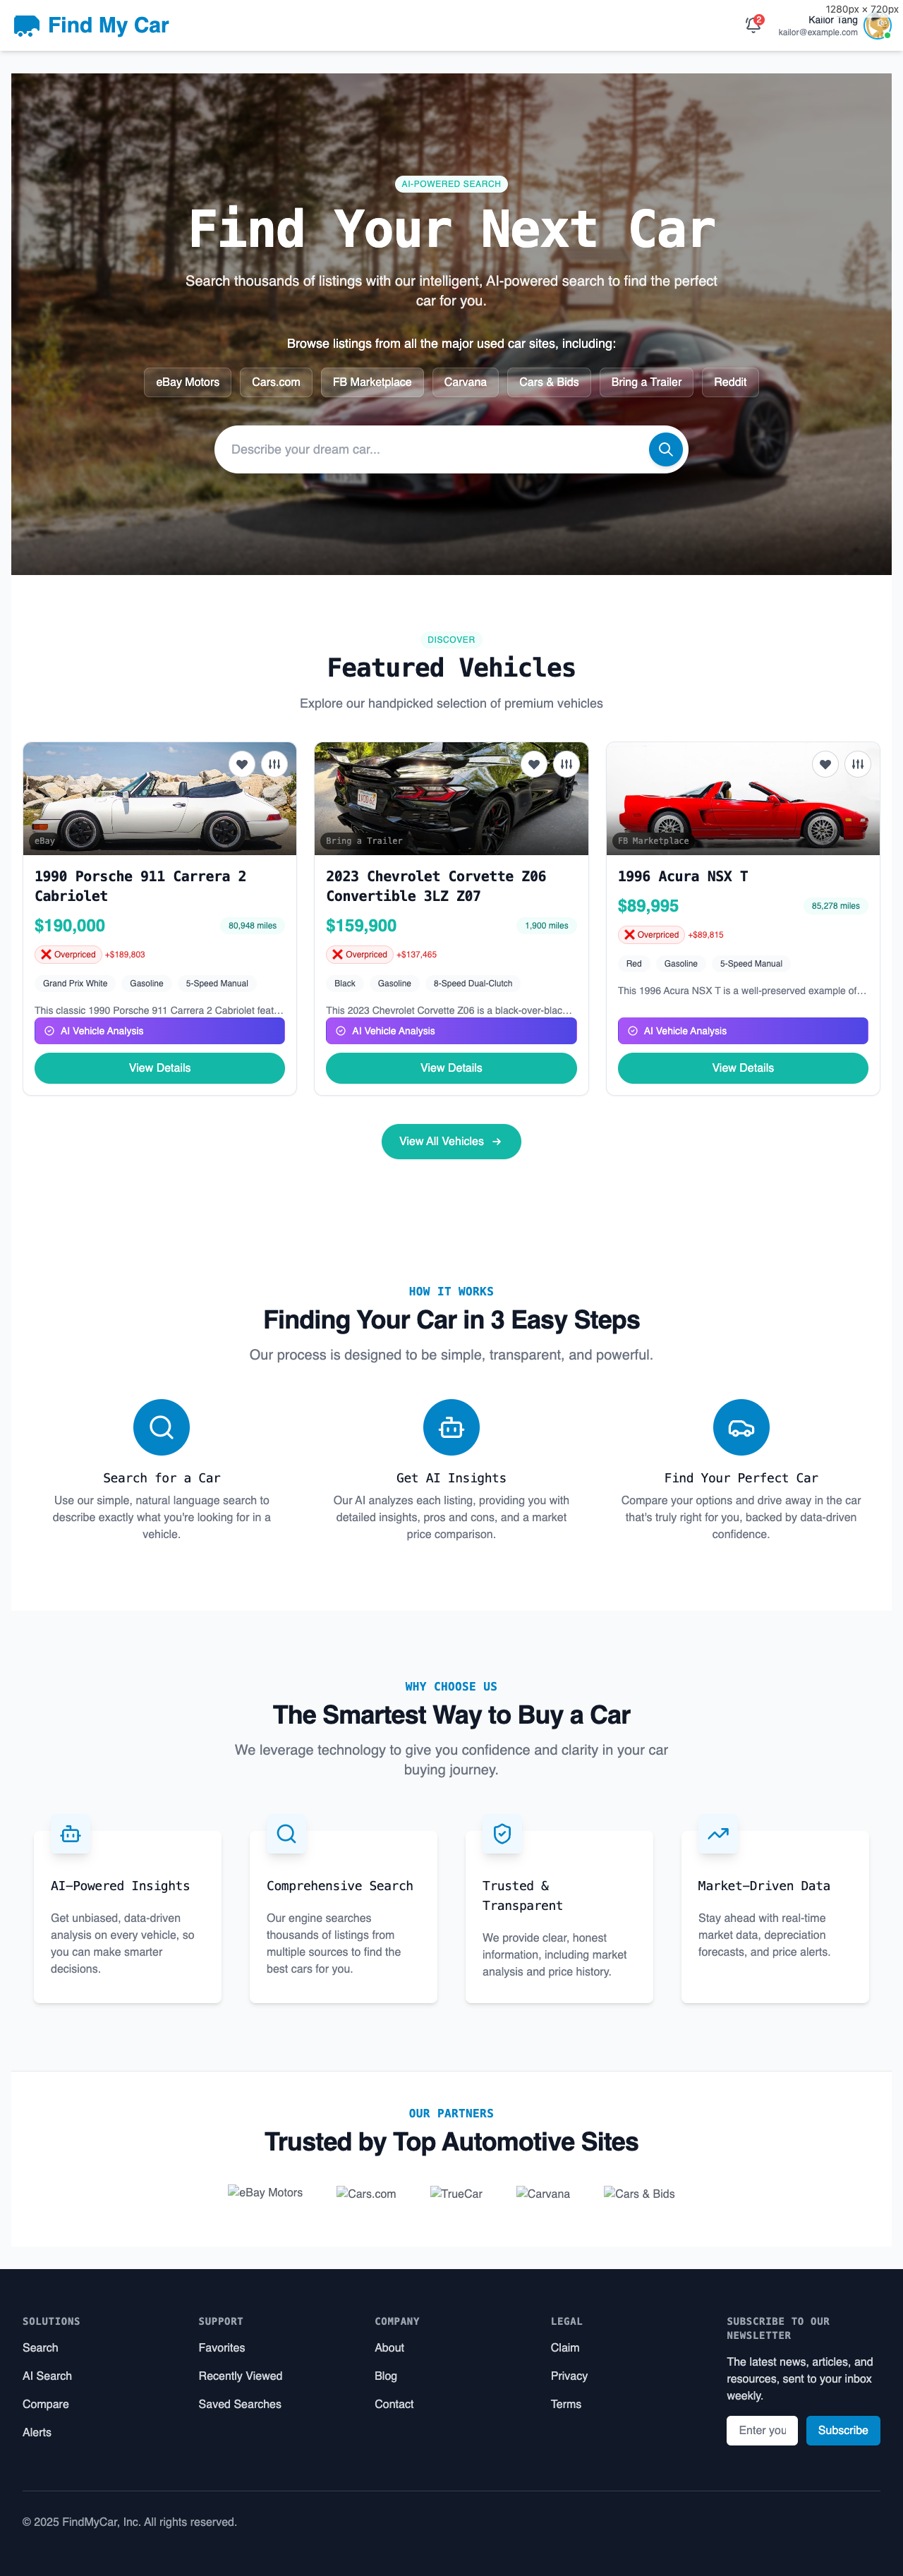 1280px × 720px
Find My Car
2
Kailor Tang
kailor@example.com
AI-POWERED SEARCH
Find Your Next Car
Search thousands of listings with our intelligent, AI-powered search to find the perfect
car for you.
Browse listings from all the major used car sites, including:
eBay Motors
Cars.com
FB Marketplace
Carvana
Cars & Bids
Bring a Trailer
Reddit
Describe your dream car...
DISCOVER
Featured Vehicles
Explore our handpicked selection of premium vehicles
eBay
1990 Porsche 911 Carrera 2
Cabriolet
$190,000
80,948 miles
❌ Overpriced +$189,803
Grand Prix White
Gasoline
5-Speed Manual
This classic 1990 Porsche 911 Carrera 2 Cabriolet feat...
AI Vehicle Analysis
View Details
Bring a Trailer
2023 Chevrolet Corvette Z06
Convertible 3LZ Z07
$159,900
1,900 miles
❌ Overpriced +$137,465
Black
Gasoline
8-Speed Dual-Clutch
This 2023 Chevrolet Corvette Z06 is a black-over-blac...
AI Vehicle Analysis
View Details
FB Marketplace
1996 Acura NSX T
$89,995
85,278 miles
❌ Overpriced +$89,815
Red
Gasoline
5-Speed Manual
This 1996 Acura NSX T is a well-preserved example of...
AI Vehicle Analysis
View Details
View All Vehicles →
HOW IT WORKS
Finding Your Car in 3 Easy Steps
Our process is designed to be simple, transparent, and powerful.
Search for a Car
Use our simple, natural language search to
describe exactly what you're looking for in a
vehicle.
Get AI Insights
Our AI analyzes each listing, providing you with
detailed insights, pros and cons, and a market
price comparison.
Find Your Perfect Car
Compare your options and drive away in the car
that's truly right for you, backed by data-driven
confidence.
WHY CHOOSE US
The Smartest Way to Buy a Car
We leverage technology to give you confidence and clarity in your car
buying journey.
AI-Powered Insights
Get unbiased, data-driven
analysis on every vehicle, so
you can make smarter
decisions.
Comprehensive Search
Our engine searches
thousands of listings from
multiple sources to find the
best cars for you.
Trusted &
Transparent
We provide clear, honest
information, including market
analysis and price history.
Market-Driven Data
Stay ahead with real-time
market data, depreciation
forecasts, and price alerts.
OUR PARTNERS
Trusted by Top Automotive Sites
eBay Motors
Cars.com
TrueCar
Carvana
Cars & Bids
SOLUTIONS
Search
AI Search
Compare
Alerts
SUPPORT
Favorites
Recently Viewed
Saved Searches
COMPANY
About
Blog
Contact
LEGAL
Claim
Privacy
Terms
SUBSCRIBE TO OUR
NEWSLETTER
The latest news, articles, and
resources, sent to your inbox
weekly.
Enter you
Subscribe
© 2025 FindMyCar, Inc. All rights reserved.